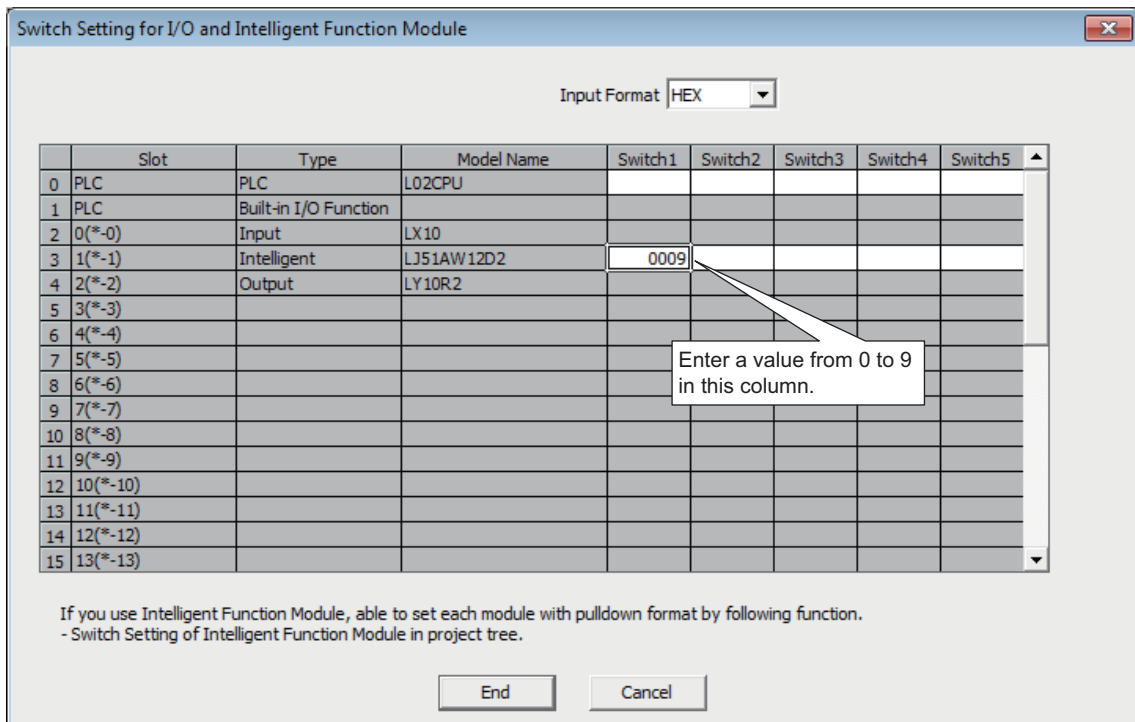 Switch Setting for I/O and Intelligent Function Module
Input Format HEX
Slot Type Model Name Switch1 Switch2 Switch3 Switch4 Switch5
0 PLC PLC L02CPU
1 PLC Built-in I/O Function
2 0(*-0) Input LX10
3 1(*-1) Intelligent LJ51AW12D2 0009
4 2(*-2) Output LY10R2
5 3(*-3)
6 4(*-4)
7 5(*-5)
8 6(*-6)
9 7(*-7)
10 8(*-8)
11 9(*-9)
12 10(*-10)
13 11(*-11)
14 12(*-12)
15 13(*-13)
Enter a value from 0 to 9
in this column.
If you use Intelligent Function Module, able to set each module with pulldown format by following function.
- Switch Setting of Intelligent Function Module in project tree.
End Cancel